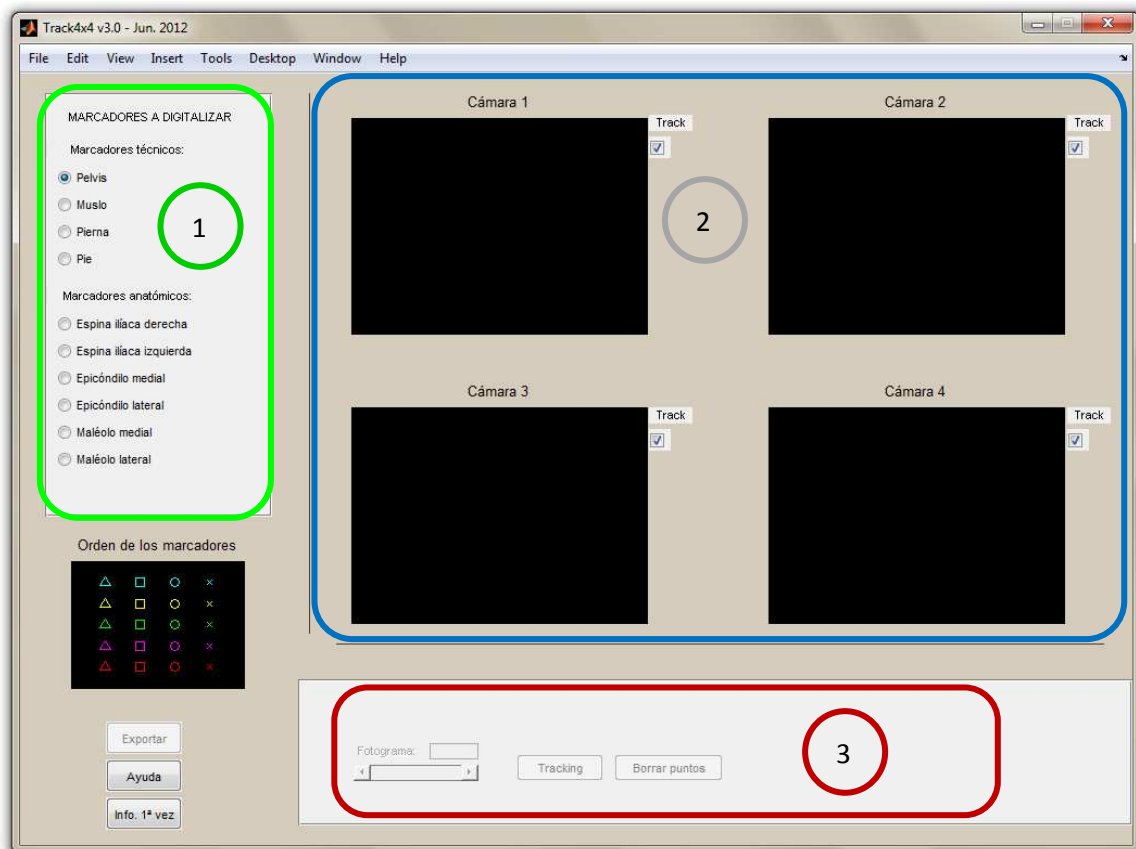 Track4x4 v3.0 - Jun. 2012
File Edit View Insert Tools Desktop Window Help
MARCADORES A DIGITALIZAR
Marcadores técnicos:
Pelvis
Muslo
Pierna
Pie
1
Marcadores anatómicos:
Espina ilíaca derecha
Espina ilíaca izquierda
Epicóndilo medial
Epicóndilo lateral
Maléolo medial
Maléolo lateral
Orden de los marcadores
Exportar
Ayuda
Info. 1ª vez
Cámara 1
Track
2
Cámara 2
Track
Cámara 3
Track
Cámara 4
Track
Fotograma:
Tracking
Borrar puntos
3